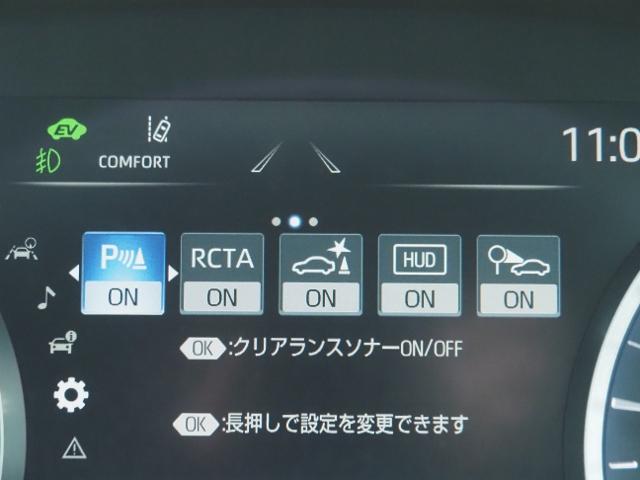 EV
COMFORT
11:0
P RCTA HUD
ON ON ON ON ON
OK :クリアランスソナーON/OFF
OK :長押しで設定を変更できます